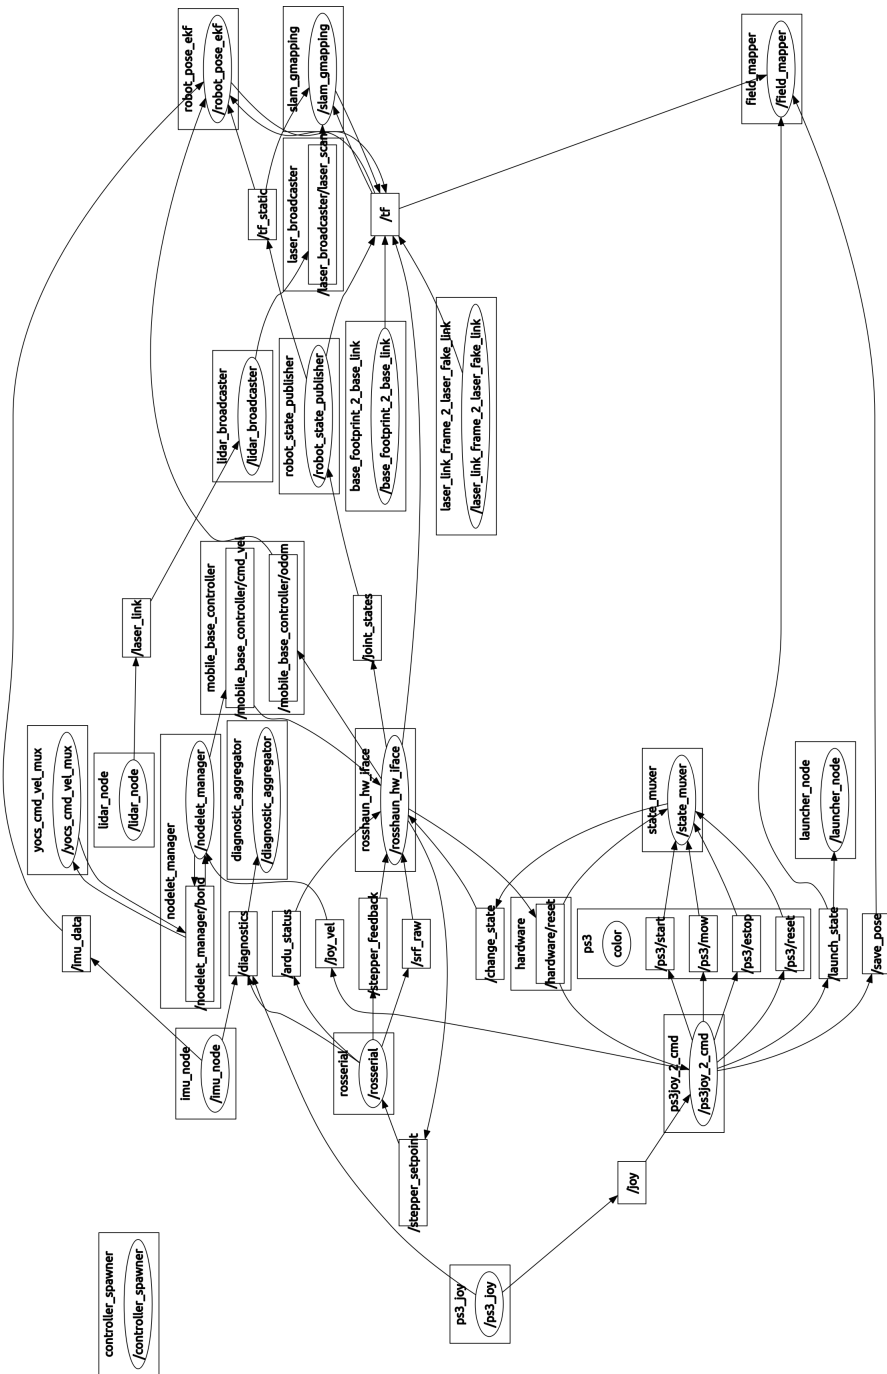 controller_spawner
/controller_spawner
ps3_joy
/ps3_joy
/stepper_setpoint
/joy
imu_node
/imu_node
rosserial
/rosserial
ps3joy_2_cmd
/ps3joy_2_cmd
/imu_data
nodelet_manager
/nodelet_manager/bond
/nodelet_manager
/diagnostics
/ardu_status
/joy_vel
/stepper_feedback
/srf_raw
/change_state
hardware
/hardware/reset
ps3
color
/ps3/start
/ps3/mow
/ps3/estop
/ps3/reset
/launch_state
/save_pose
yocs_cmd_vel_mux
/yocs_cmd_vel_mux
lidar_node
/lidar_node
diagnostic_aggregator
/diagnostic_aggregator
rosshaun_hw_iface
/rosshaun_hw_iface
state_muxer
/state_muxer
launcher_node
/launcher_node
/laser_link
mobile_base_controller
/mobile_base_controller/cmd_vel
/mobile_base_controller/odom
/joint_states
lidar_broadcaster
/lidar_broadcaster
robot_state_publisher
/robot_state_publisher
base_footprint_2_base_link
/base_footprint_2_base_link
laser_link_frame_2_laser_fake_link
/laser_link_frame_2_laser_fake_link
/tf_static
laser_broadcaster
/laser_broadcaster/laser_scan
/tf
robot_pose_ekf
/robot_pose_ekf
slam_gmapping
/slam_gmapping
field_mapper
/field_mapper